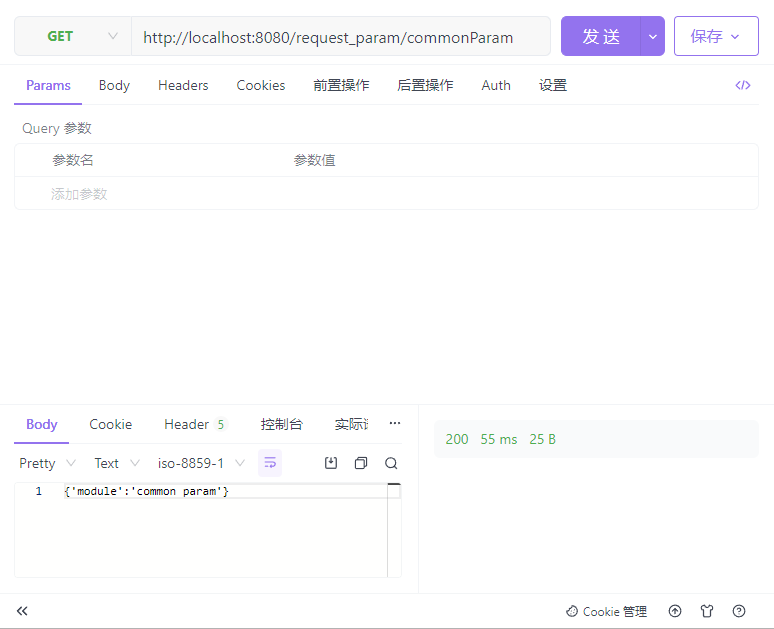 GET http://localhost:8080/request_param/commonParam 发送 保存
Params Body Headers Cookies 前置操作 后置操作 Auth 设置 </>
Query 参数
参数名 参数值
添加参数
Body Cookie Header 5 控制台 实际 ···
200 55 ms 25 B
Pretty Text iso-8859-1
1 {'module':'common param'}
Cookie 管理